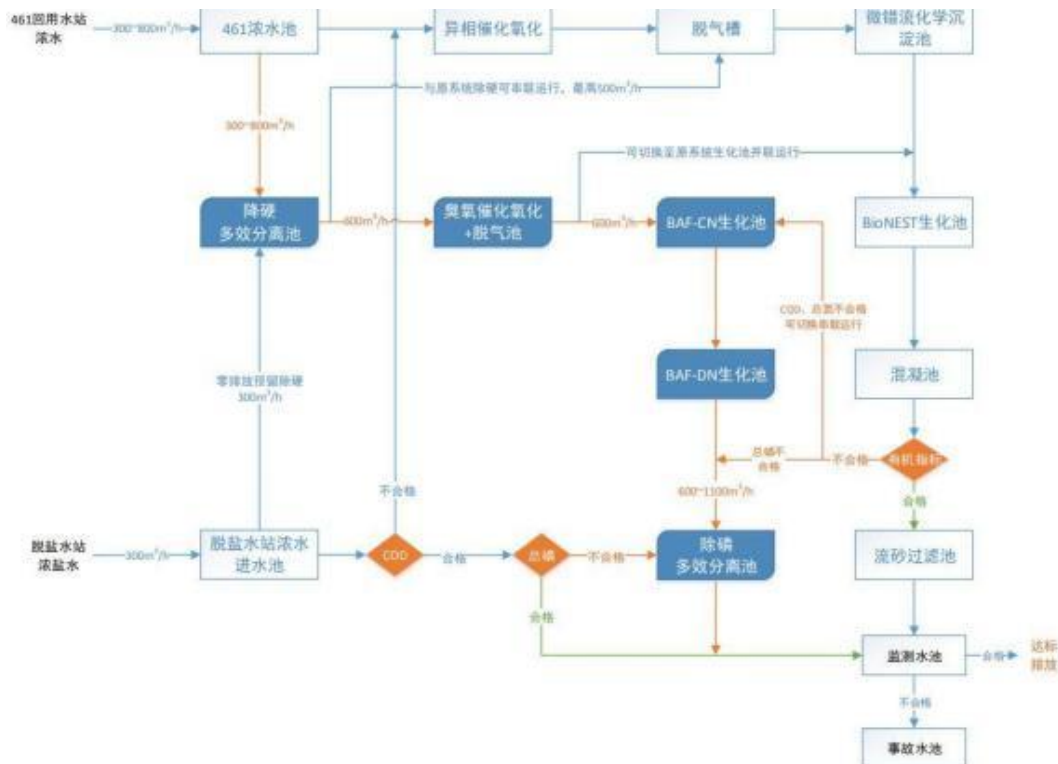 461回用水站
浓水
300~800m³/h
461浓水池
异相催化氧化
脱气槽
微错流化学沉
淀池
与原系统除硬可串联运行，最高500m³/h
300~800m³/h
可切换至原系统生化池并联运行
降硬
多效分离池
600m³/h
臭氧催化氧化
+脱气池
600m³/h
BAF-CN生化池
BioNEST生化池
COD、总氮不合格
可切换串联运行
零排放预留除硬
300m³/h
BAF-DN生化池
混凝池
总磷不
合格
不合格
有机指标
不合格
600~1100m³/h
合格
脱盐水站
浓盐水
300m³/h
脱盐水站浓水
进水池
COD
合格
总磷
不合格
除磷
多效分离池
流砂过滤池
合格
监测水池
合格
达标
排放
不合格
事故水池